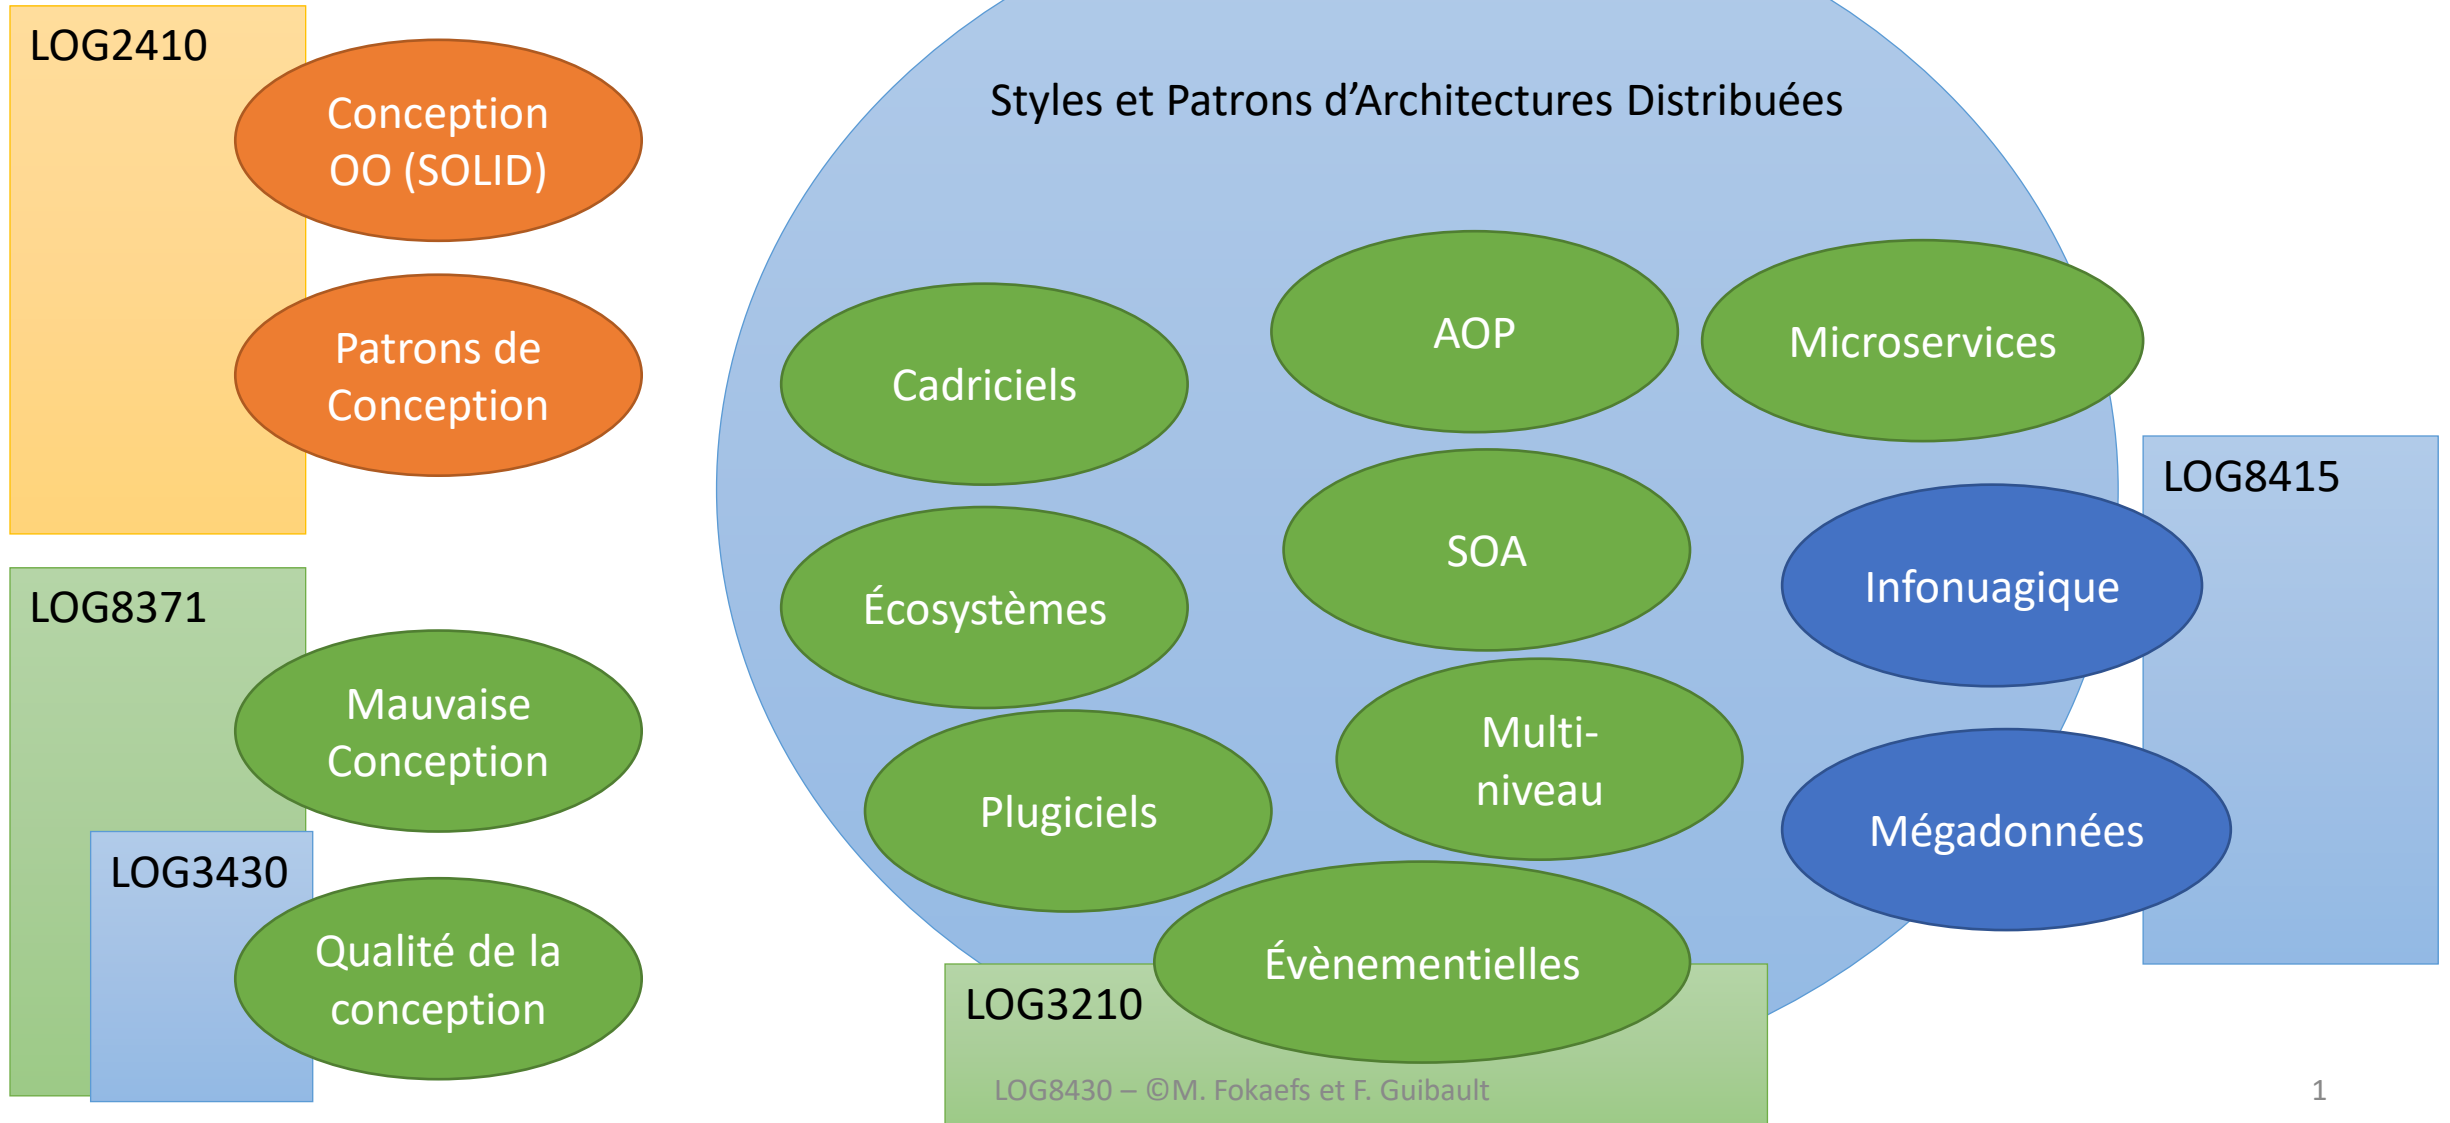 LOG2410
Conception
OO (SOLID)
Patrons de
Conception
LOG8371
Mauvaise
Conception
LOG3430
Qualité de la
conception
Styles et Patrons d’Architectures Distribuées
AOP
Microservices
Cadriciels
LOG8415
SOA
Infonuagique
Écosystèmes
Multi-
niveau
Plugiciels
Mégadonnées
Évènementielles
LOG3210
LOG8430 – ©M. Fokaefs et F. Guibault
1